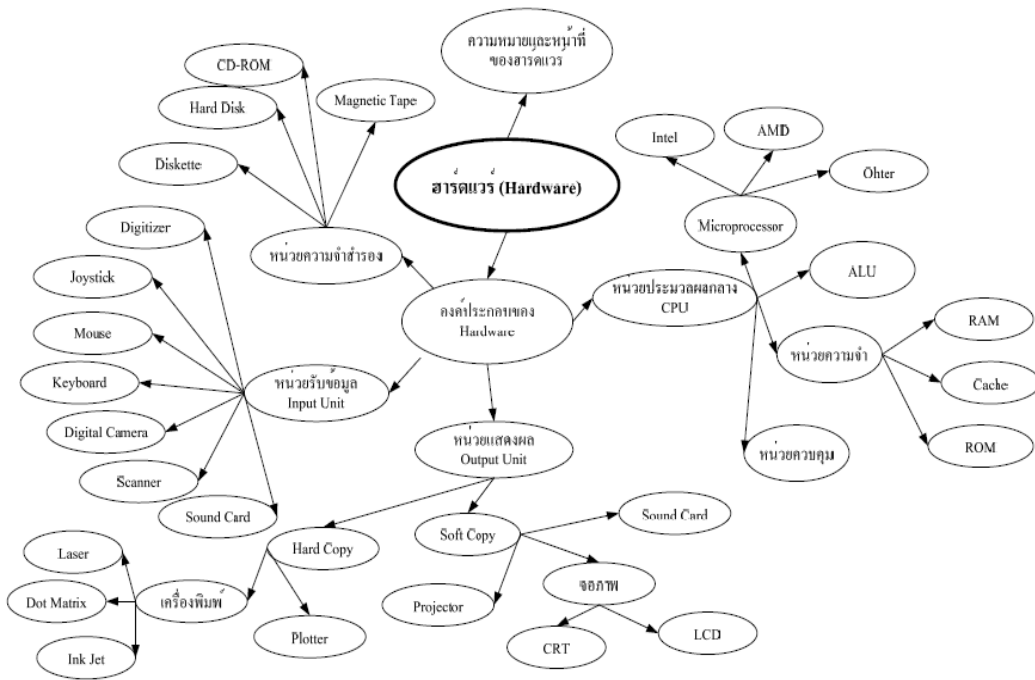 ความหมายและหน้าที่
ของฮาร์ดแวร์
CD-ROM
Hard Disk
Magnetic Tape
Diskette
ฮาร์ดแวร์ (Hardware)
Intel
AMD
Öhter
Microprocessor
หน่วยความจำสำรอง
Digitizer
Joystick
Mouse
Keyboard
Digital Camera
Scanner
Sound Card
หน่วยรับข้อมูล
Input Unit
องค์ประกอบของ
Hardware
หน่วยประมวลผลกลาง
CPU
ALU
หน่วยความจำ
RAM
Cache
ROM
หน่วยควบคุม
หน่วยแสดงผล
Output Unit
Hard Copy
Soft Copy
Sound Card
Laser
Dot Matrix
Ink Jet
เครื่องพิมพ์
Plotter
Projector
จอภาพ
CRT
LCD